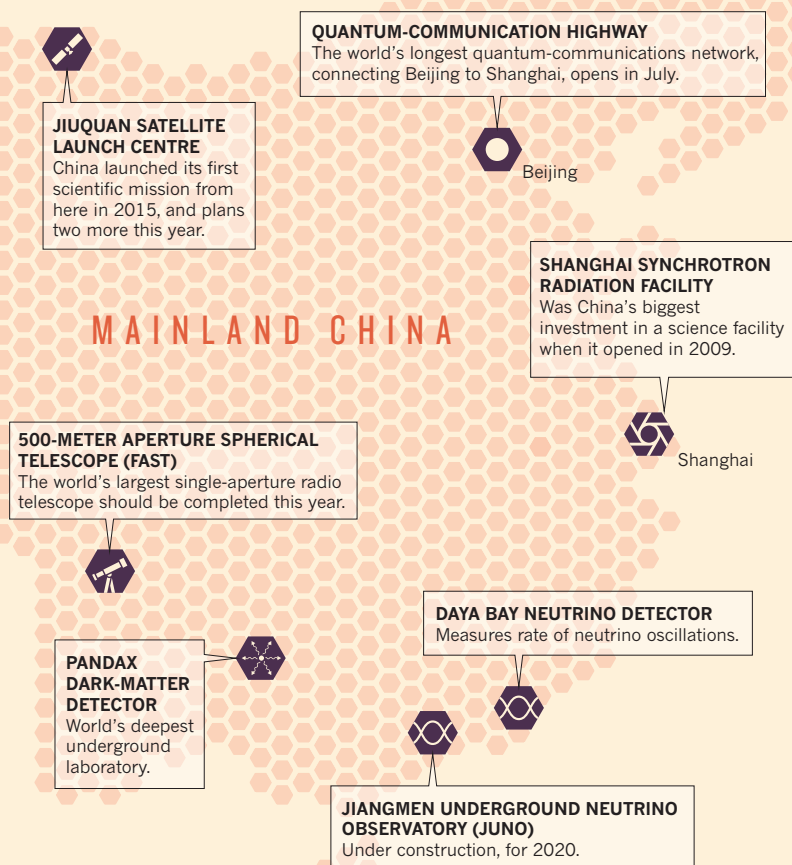 QUANTUM-COMMUNICATION HIGHWAY
The world’s longest quantum-communications network,
connecting Beijing to Shanghai, opens in July.
JIUQUAN SATELLITE
LAUNCH CENTRE
China launched its first
scientific mission from
here in 2015, and plans
two more this year.
Beijing
SHANGHAI SYNCHROTRON
RADIATION FACILITY
Was China’s biggest
investment in a science facility
when it opened in 2009.
MAINLAND CHINA
500-METER APERTURE SPHERICAL
TELESCOPE (FAST)
The world’s largest single-aperture radio
telescope should be completed this year.
Shanghai
DAYA BAY NEUTRINO DETECTOR
Measures rate of neutrino oscillations.
PANDAX
DARK-MATTER
DETECTOR
World’s deepest
underground
laboratory.
JIANGMEN UNDERGROUND NEUTRINO
OBSERVATORY (JUNO)
Under construction, for 2020.